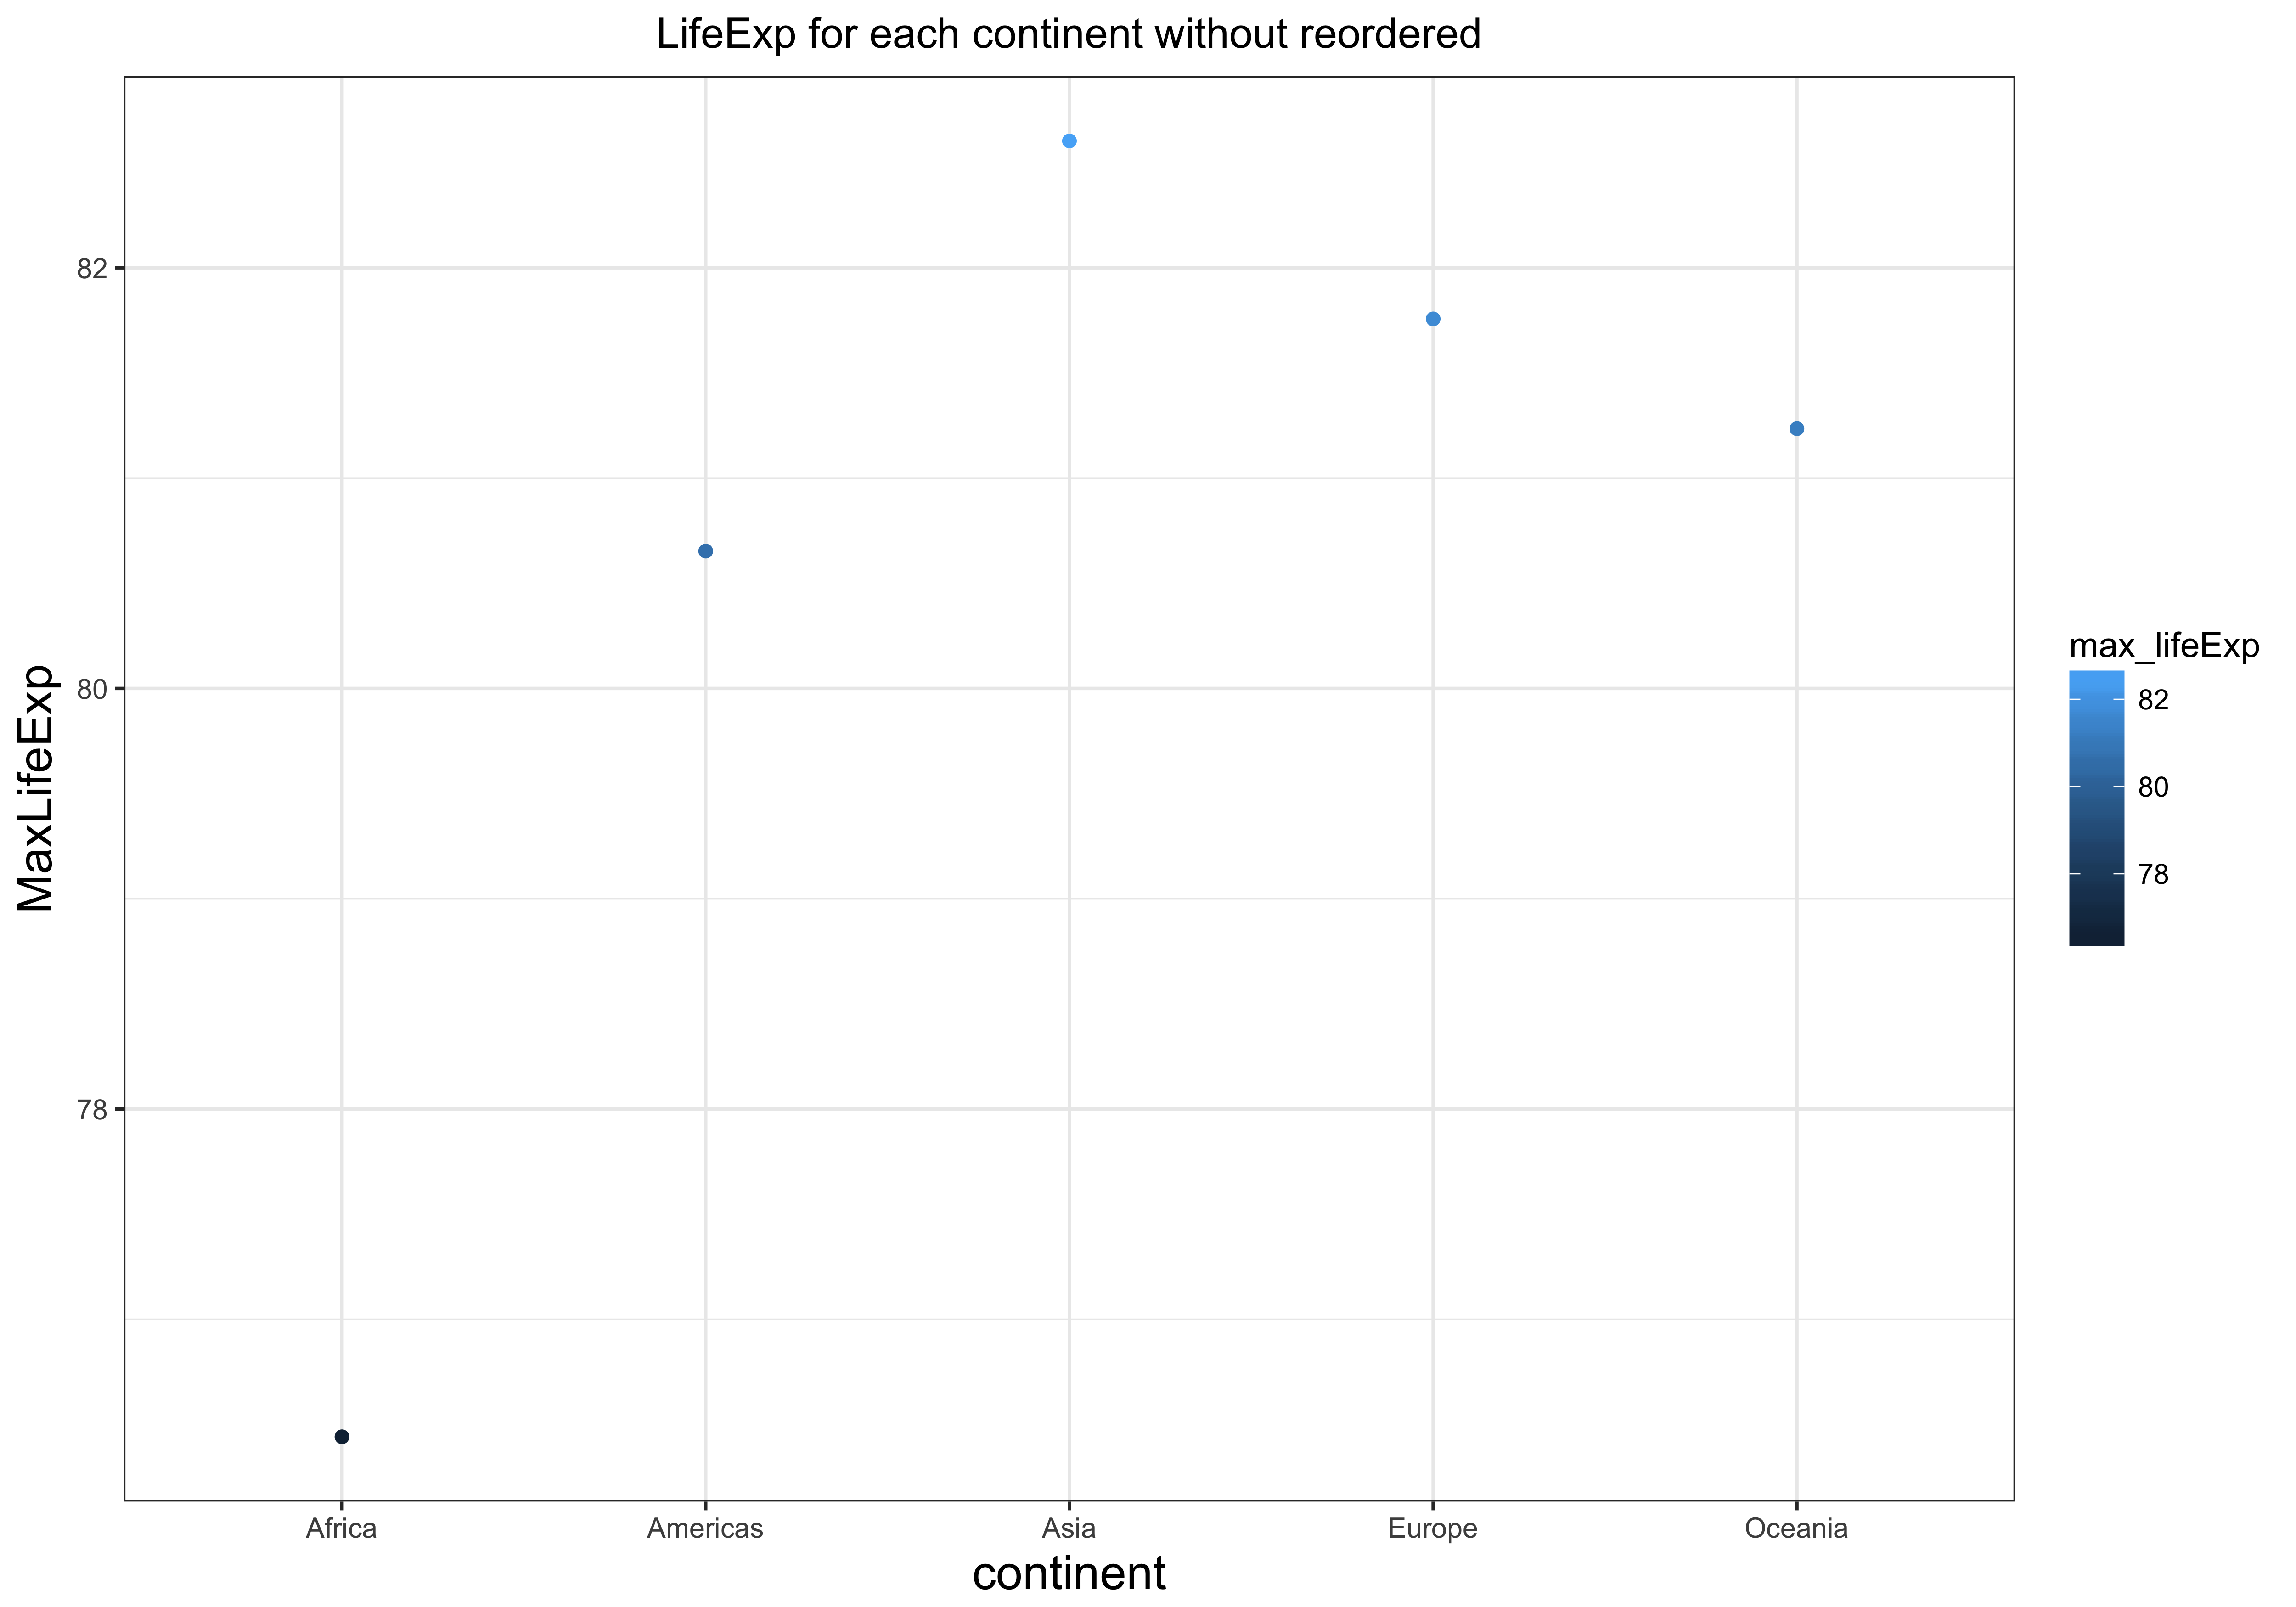 LifeExp for each continent without reordered
MaxLifeExp
82
80
78
Africa Americas Asia Europe Oceania
continent
max_lifeExp
82
80
78